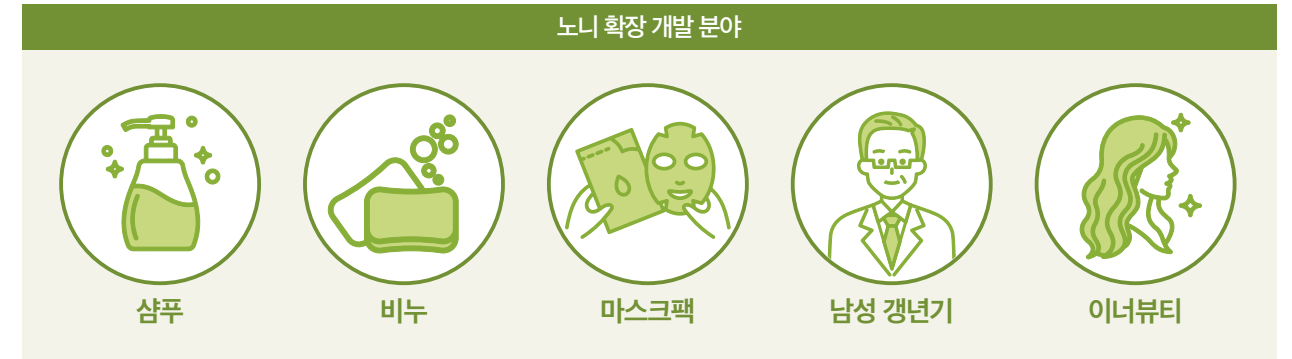 노니 확장 개발 분야
샴푸
비누
마스크팩
남성 갱년기
이너뷰티